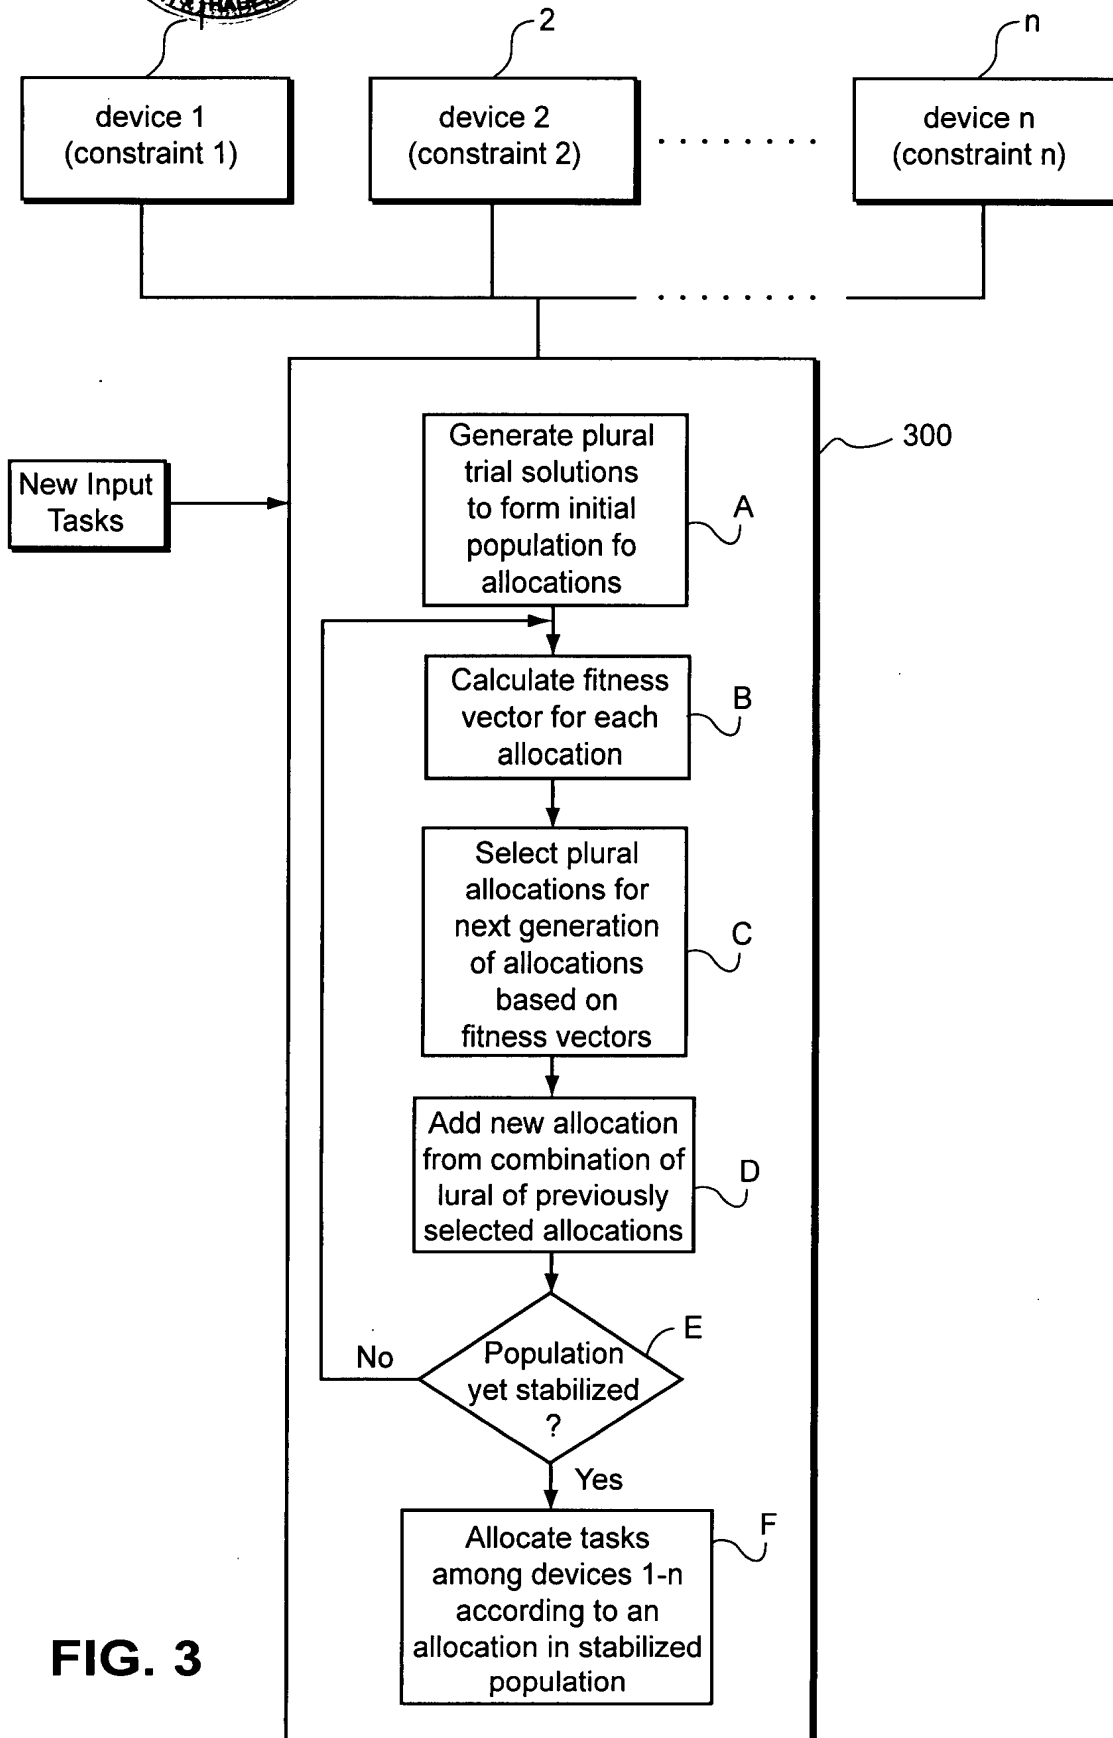 1
2
n
device 1
(constraint 1)
device 2
(constraint 2)
device n
(constraint n)
300
New Input
Tasks
Generate plural
trial solutions
to form initial
population fo
allocations
A
Calculate fitness
vector for each
allocation
B
Select plural
allocations for
next generation
of allocations
based on
fitness vectors
C
Add new allocation
from combination of
lural of previously
selected allocations
D
Population
yet stabilized
?
E
No
Yes
Allocate tasks
among devices 1-n
according to an
allocation in stabilized
population
F
FIG. 3